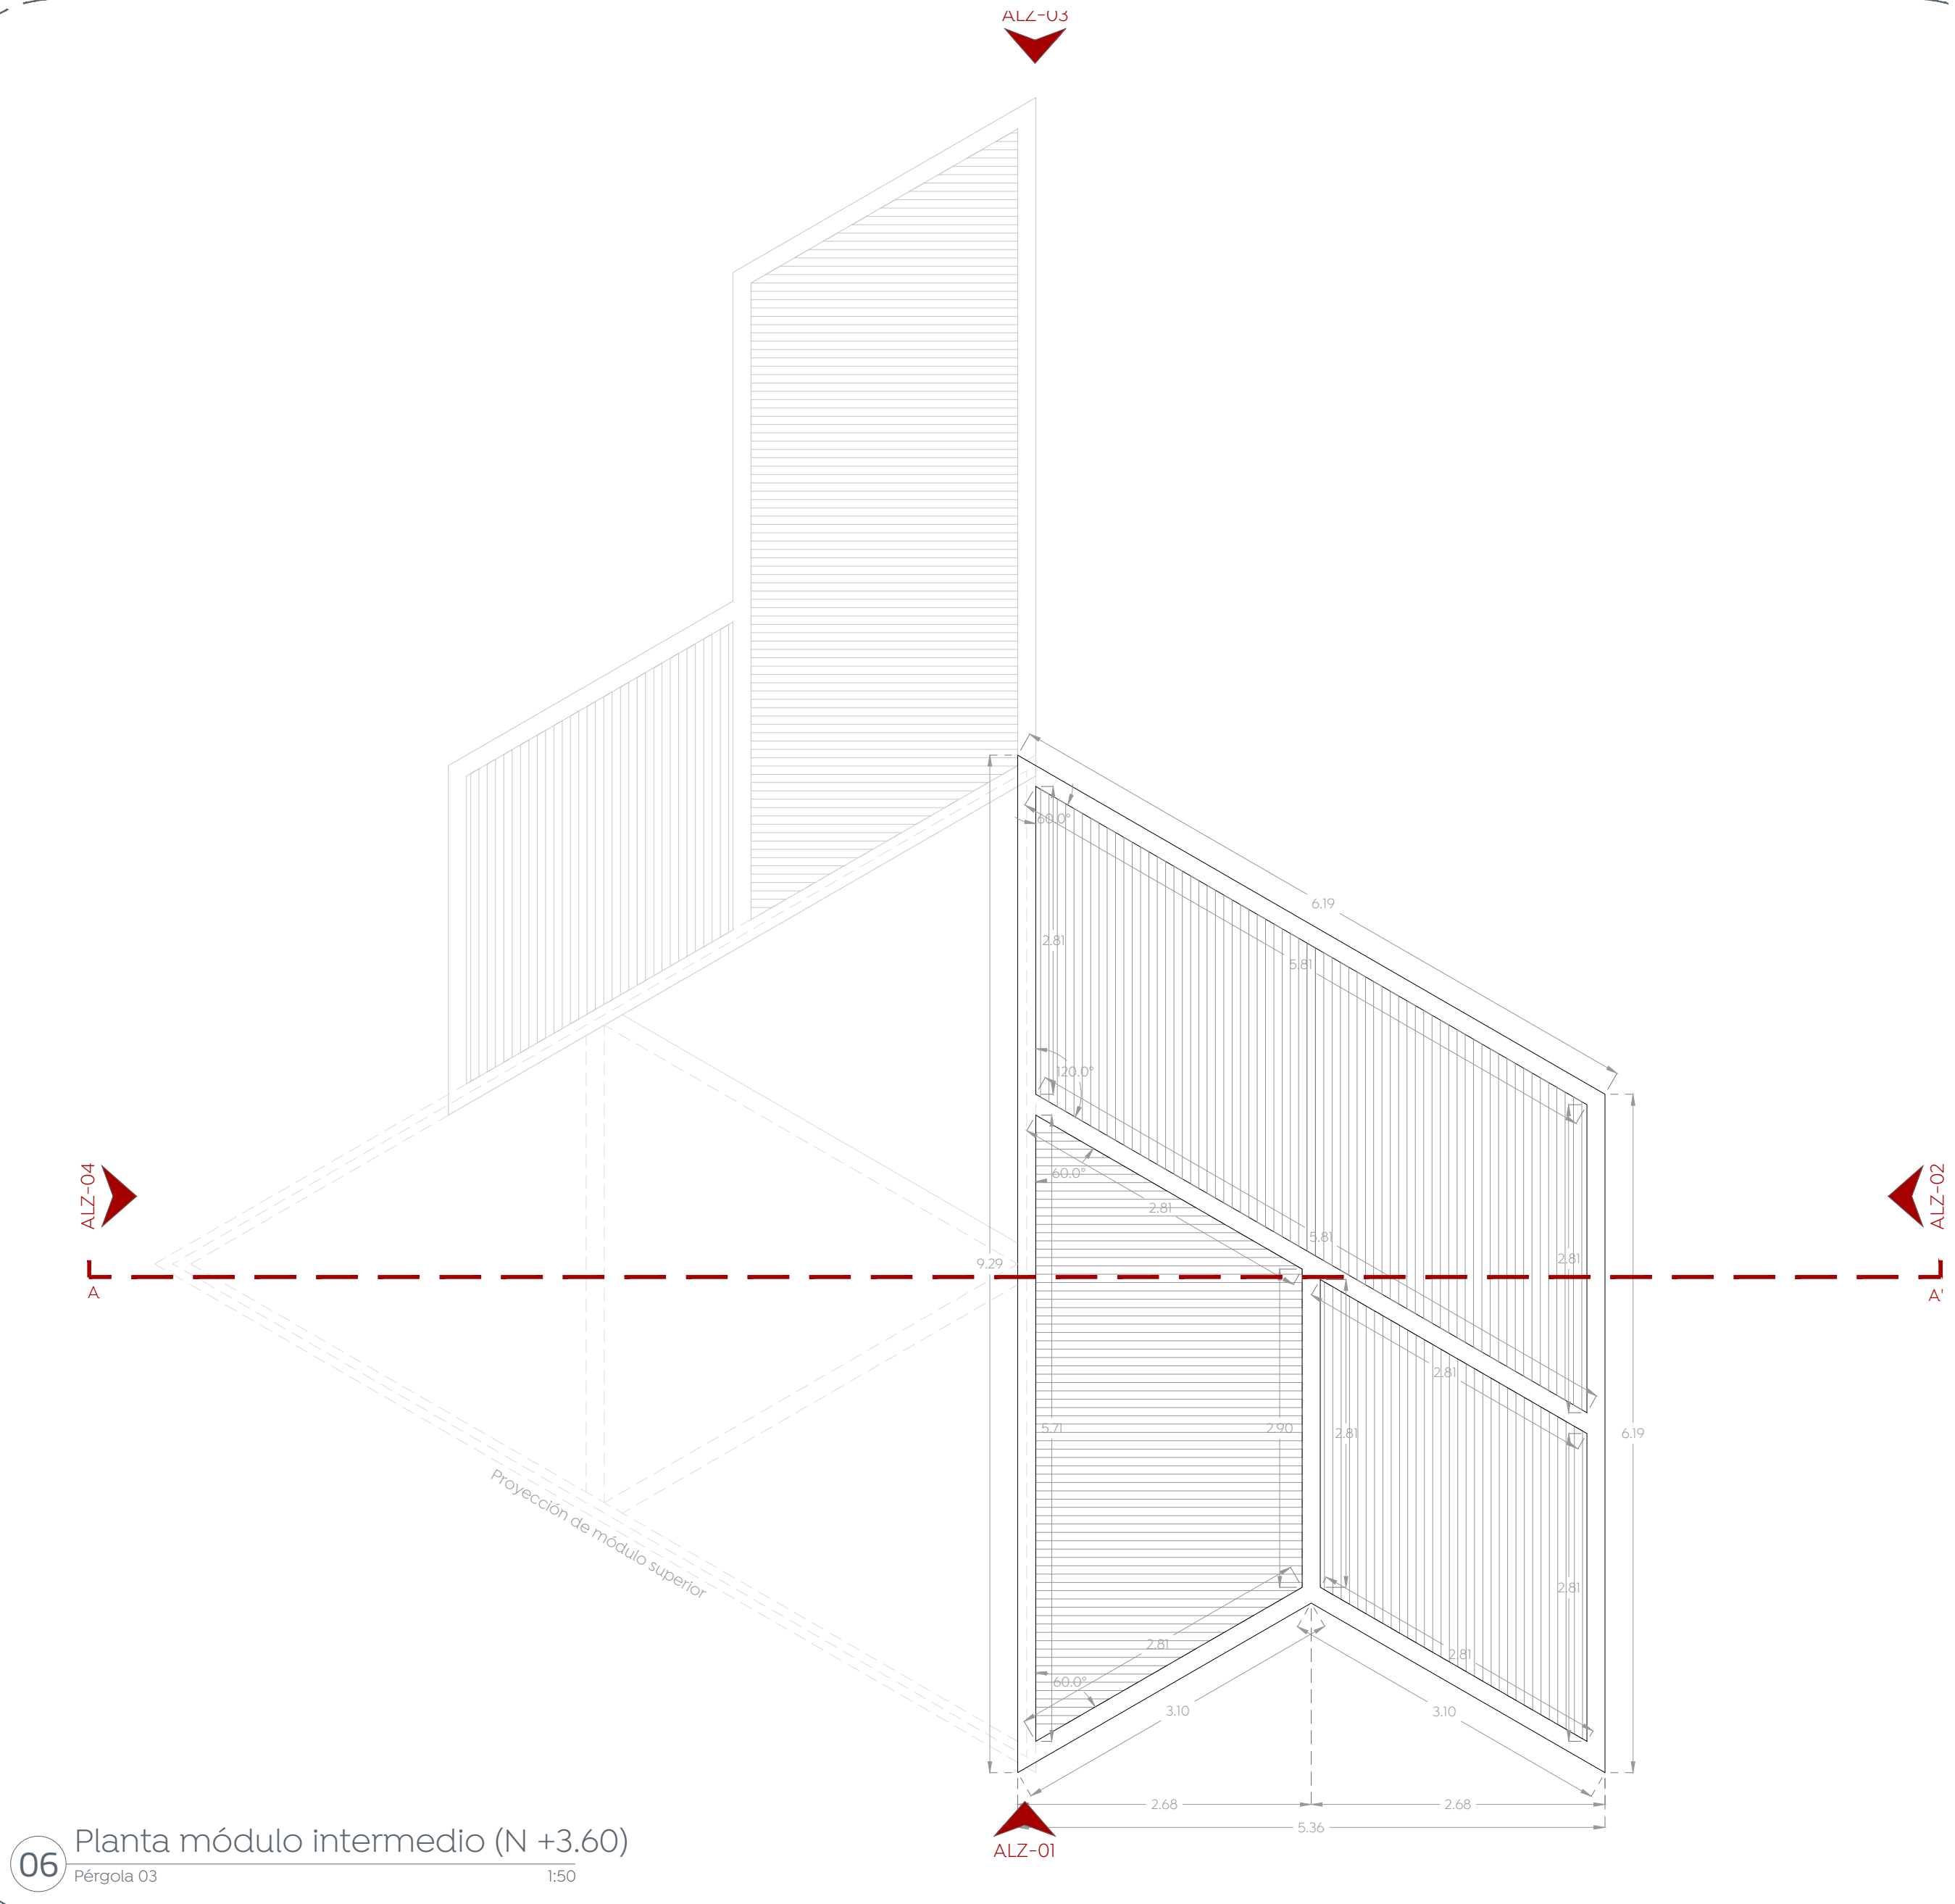 ALZ-03
6.19
60.0°
2.81
5.81
120.0°
60.0°
2.81
5.81
2.81
9.29
ALZ-04
ALZ-02
A
A'
2.81
5.71
2.90
2.81
6.19
2.81
Proyección de módulo superior
2.81
2.81
60.0°
3.10
3.10
2.68
2.68
5.36
ALZ-01
06
Planta módulo intermedio (N +3.60)
Pérgola 03
1:50